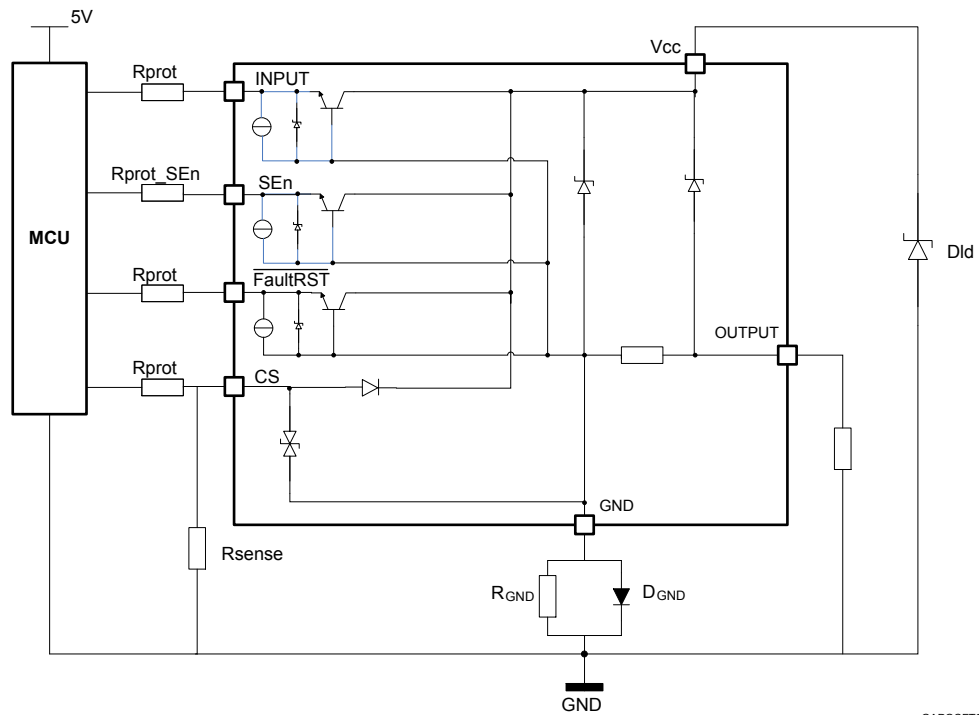 5V
Vcc
Rprot
INPUT
Rprot_SEn
SEn
MCU
Dld
Rprot
FaultRST
OUTPUT
Rprot
CS
GND
Rsense
RGND
DGND
GND